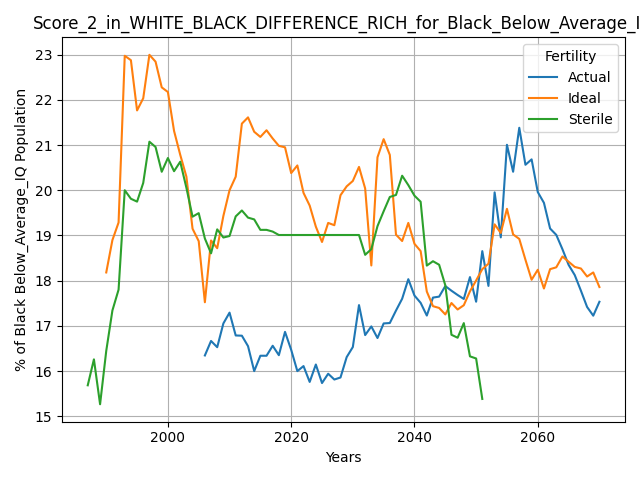 Score_2_in_WHITE_BLACK_DIFFERENCE_RICH_for_Black_Below_Average_I
Fertility
Actual
Ideal
Sterile
% of Black Below_Average_IQ Population
23
22
21
20
19
18
17
16
15
2000 2020 2040 2060
Years